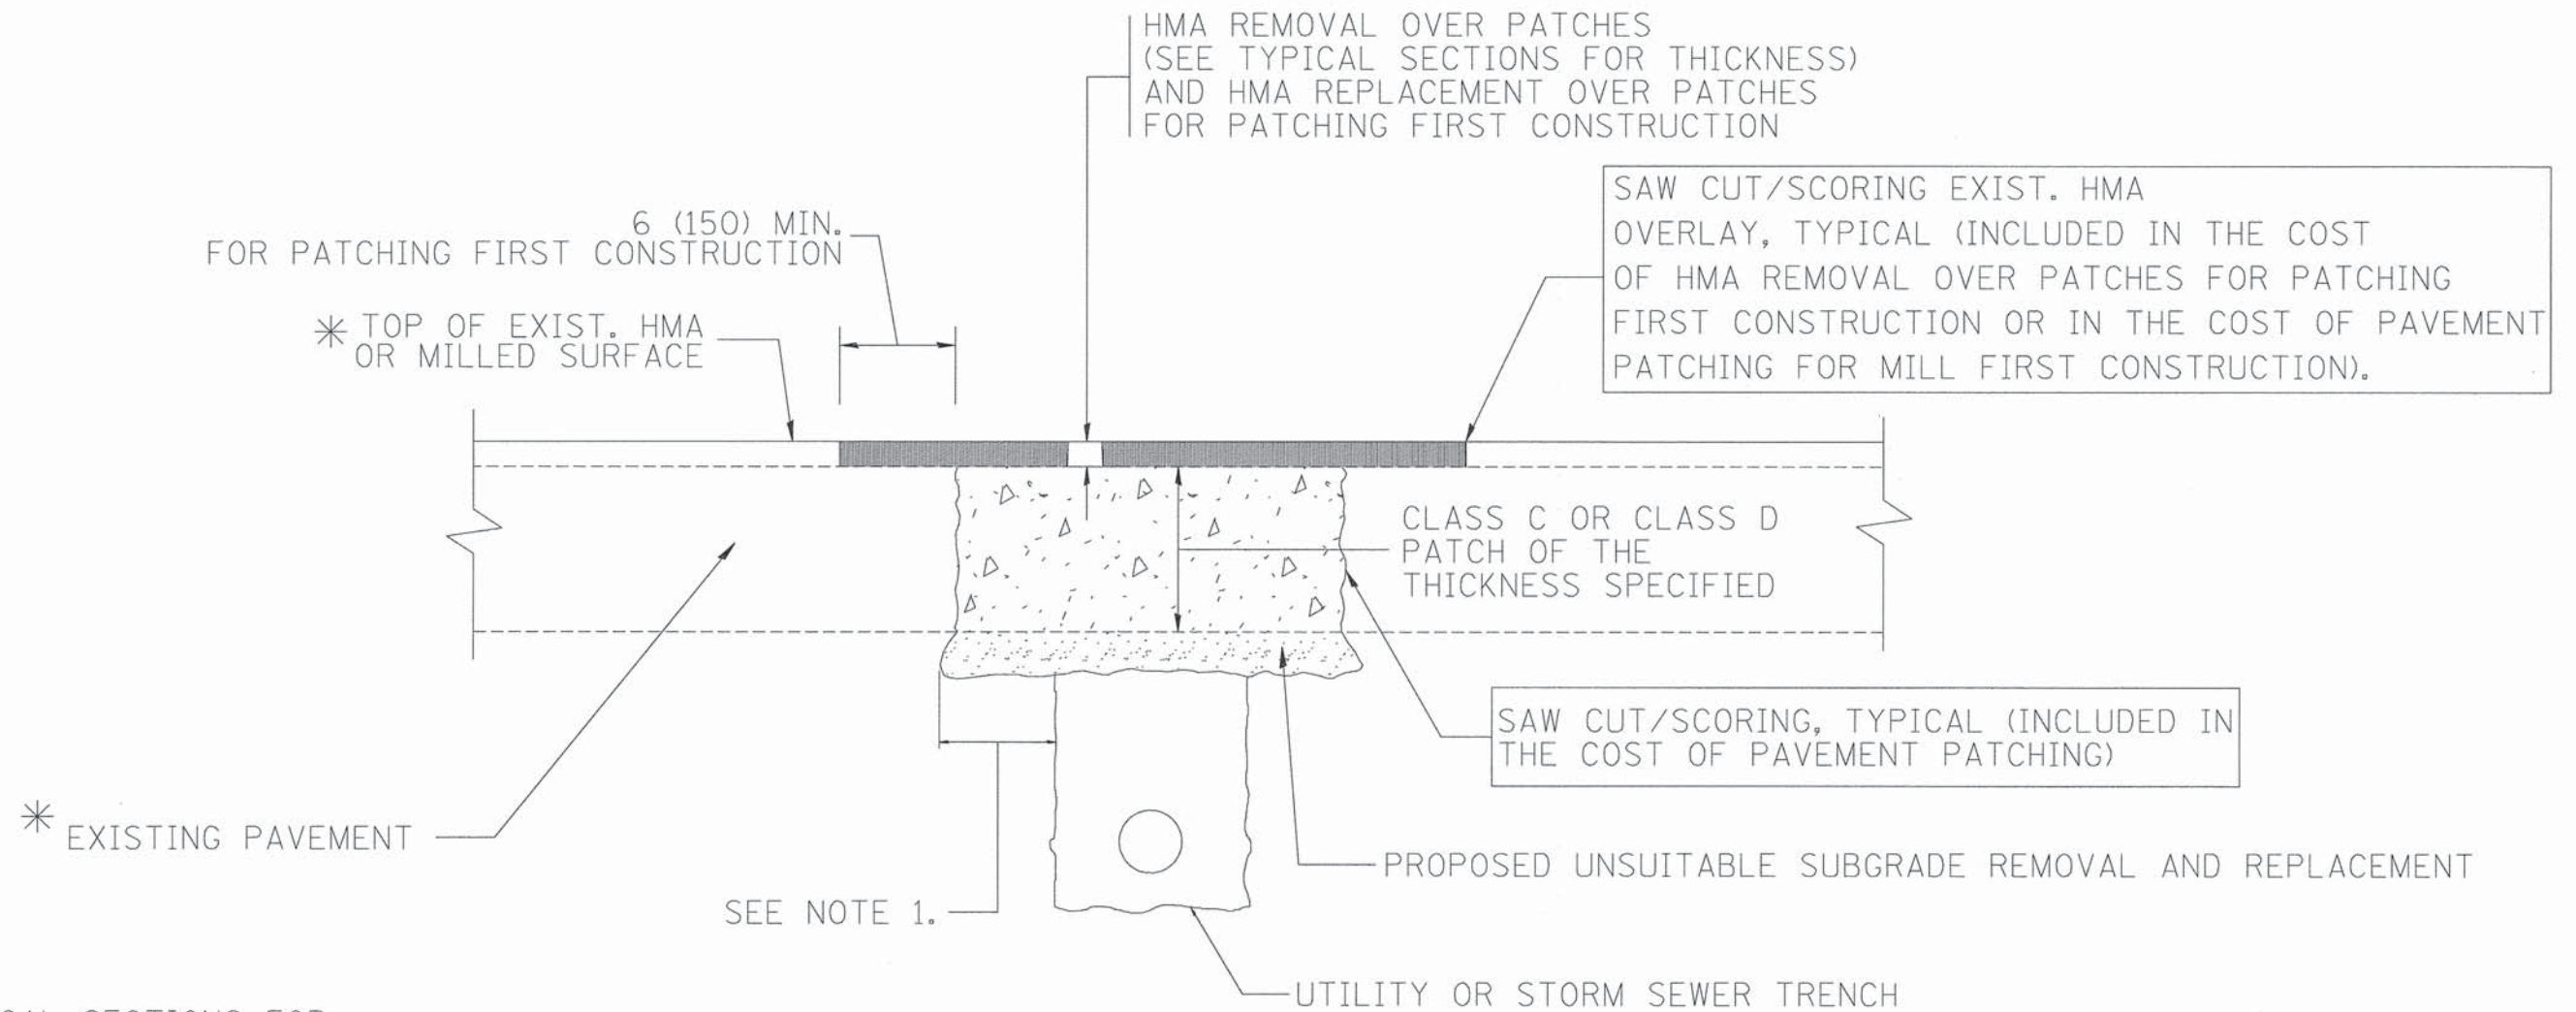 HMA REMOVAL OVER PATCHES
(SEE TYPICAL SECTIONS FOR THICKNESS)
AND HMA REPLACEMENT OVER PATCHES
FOR PATCHING FIRST CONSTRUCTION
SAW CUT/SCORING EXIST. HMA
OVERLAY, TYPICAL (INCLUDED IN THE COST
OF HMA REMOVAL OVER PATCHES FOR PATCHING
FIRST CONSTRUCTION OR IN THE COST OF PAVEMENT
PATCHING FOR MILL FIRST CONSTRUCTION).
6 (150) MIN.
FOR PATCHING FIRST CONSTRUCTION
* TOP OF EXIST. HMA
OR MILLED SURFACE
CLASS C OR CLASS D
PATCH OF THE
THICKNESS SPECIFIED
SAW CUT/SCORING, TYPICAL (INCLUDED IN
THE COST OF PAVEMENT PATCHING)
* EXISTING PAVEMENT
PROPOSED UNSUITABLE SUBGRADE REMOVAL AND REPLACEMENT
SEE NOTE 1.
UTILITY OR STORM SEWER TRENCH
SECTIONS FOR